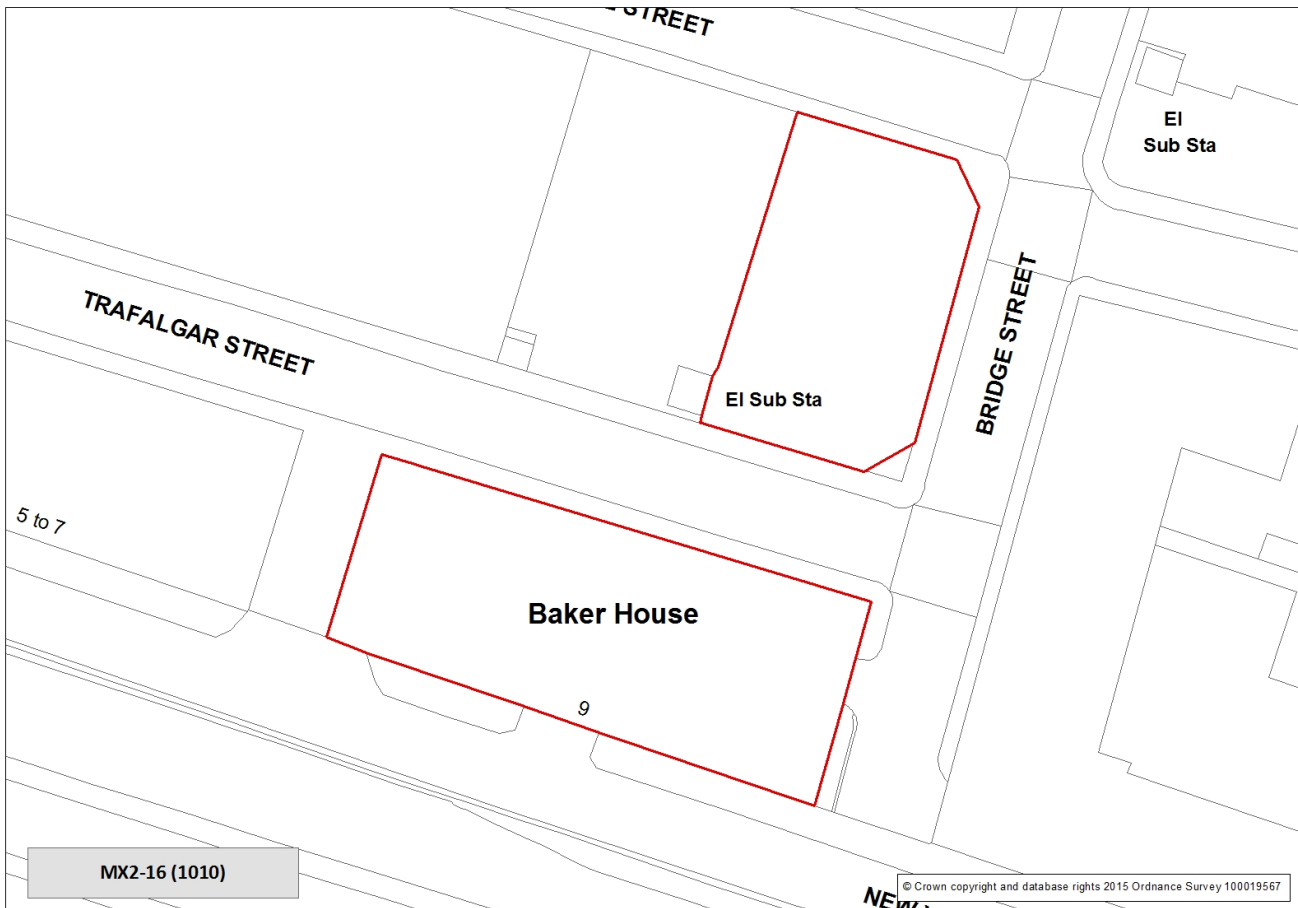 STREET
El
Sub Sta
TRAFALGAR STREET
BRIDGE STREET
El Sub Sta
5 to 7
Baker House
9
MX2-16 (1010)
© Crown copyright and database rights 2015 Ordnance Survey 100019567